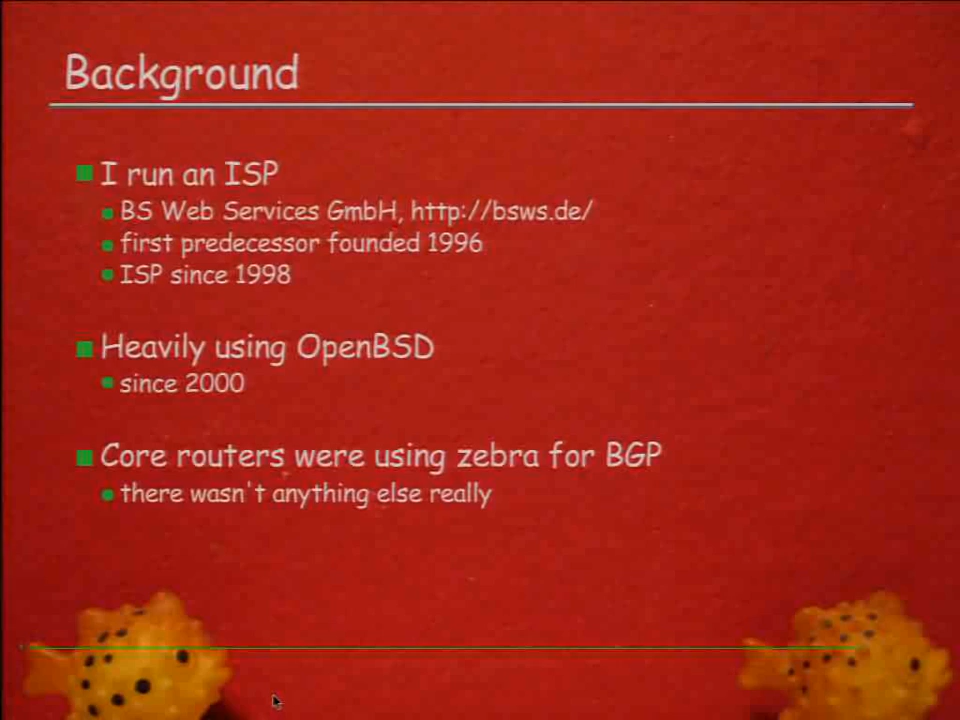 Background
I run an ISP
BS Web Services GmbH, http://bsws.de/
first predecessor founded 1996
ISP since 1998
Heavily using OpenBSD
since 2000
Core routers were using zebra for BGP
there wasn't anything else really